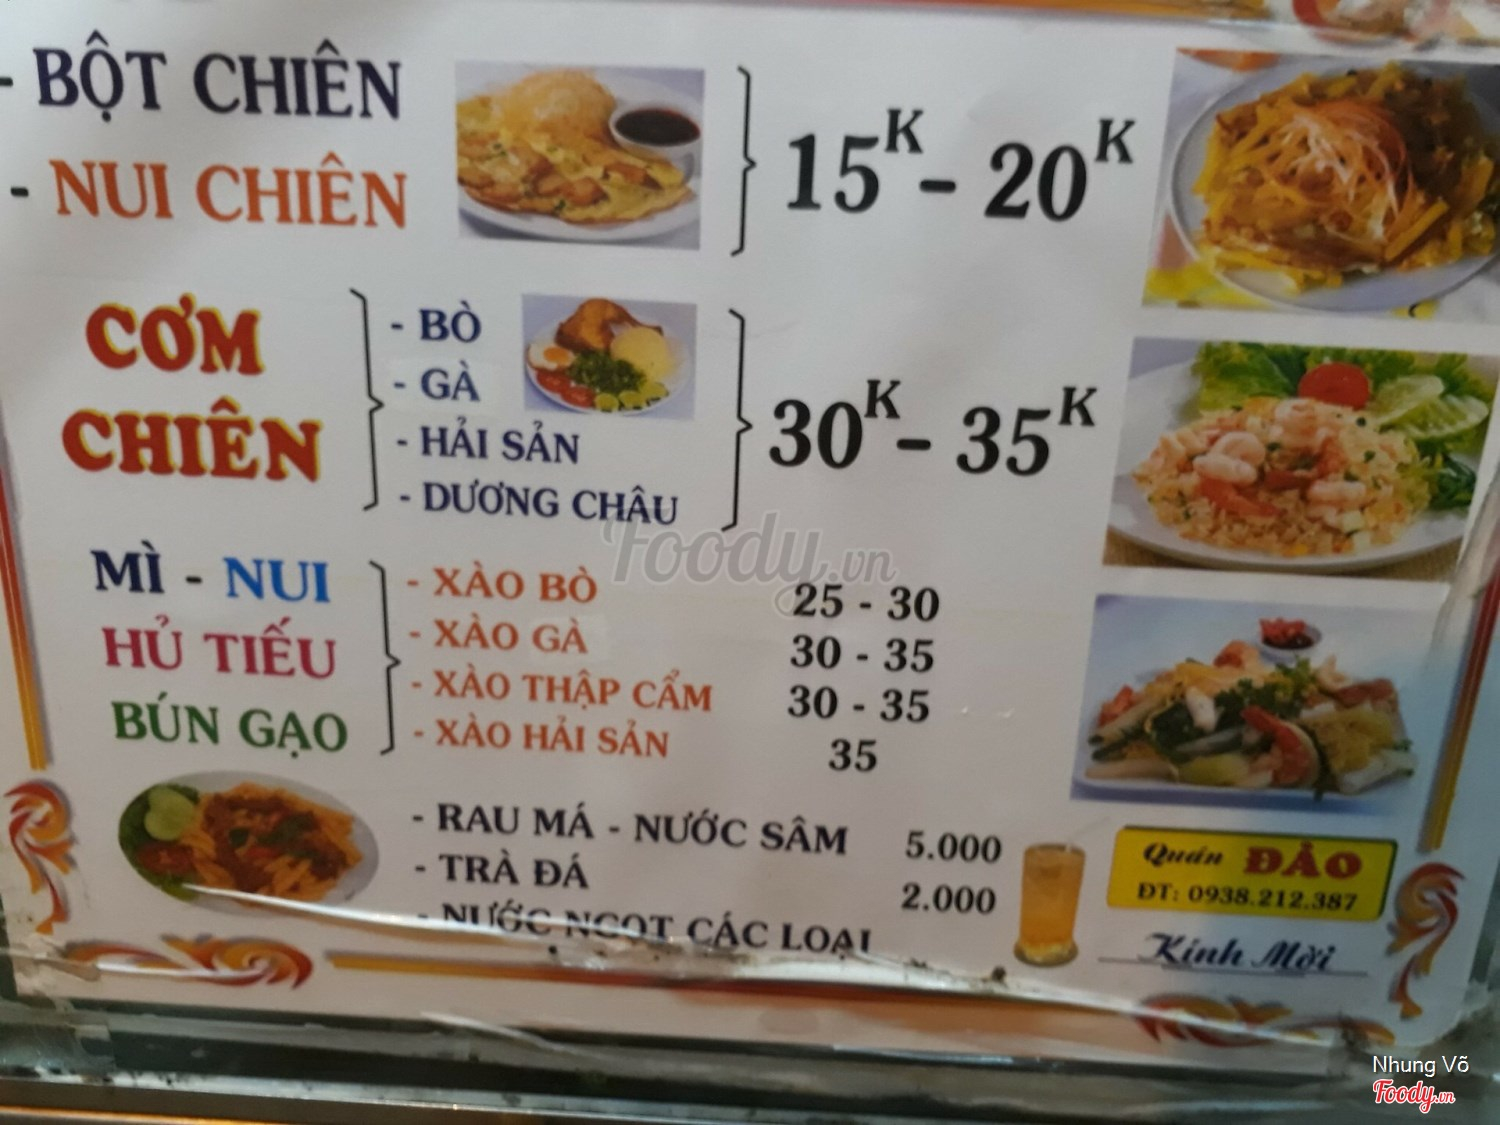 - BỘT CHIÊN
- NUI CHIÊN
15K - 20K
CƠM
CHIÊN
- BÒ
- GÀ
- HẢI SẢN
- DƯƠNG CHÂU
30K - 35K
MÌ - NUI
HỦ TIẾU
BÚN GẠO
- XÀO BÒ 25 - 30
- XÀO GÀ 30 - 35
- XÀO THẬP CẨM 30 - 35
- XÀO HẢI SẢN 35
- RAU MÁ - NƯỚC SÂM 5.000
- TRÀ ĐÁ 2.000
- NƯỚC NGỌT CÁC LOẠI
Quán ĐÀO
ĐT: 0938.212.387
Kính Mời
Foody.vn
Nhung Võ
Foody.vn